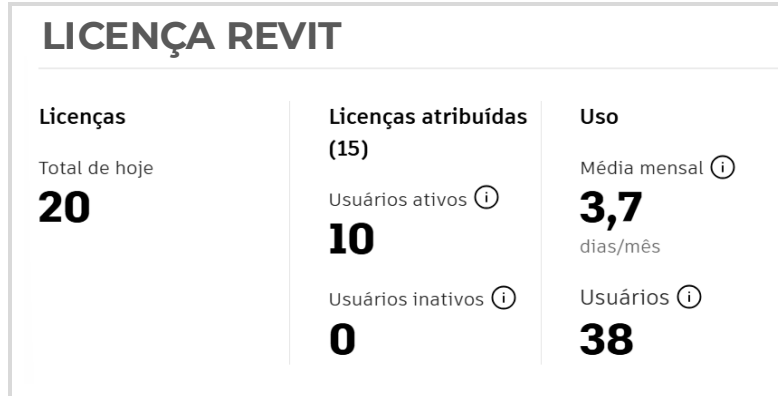 LICENÇA REVIT
Licenças
Total de hoje
20
Licenças atribuídas
(15)
Usuários ativos
10
Usuários inativos
0
Uso
Média mensal
3,7
dias/mês
Usuários
38